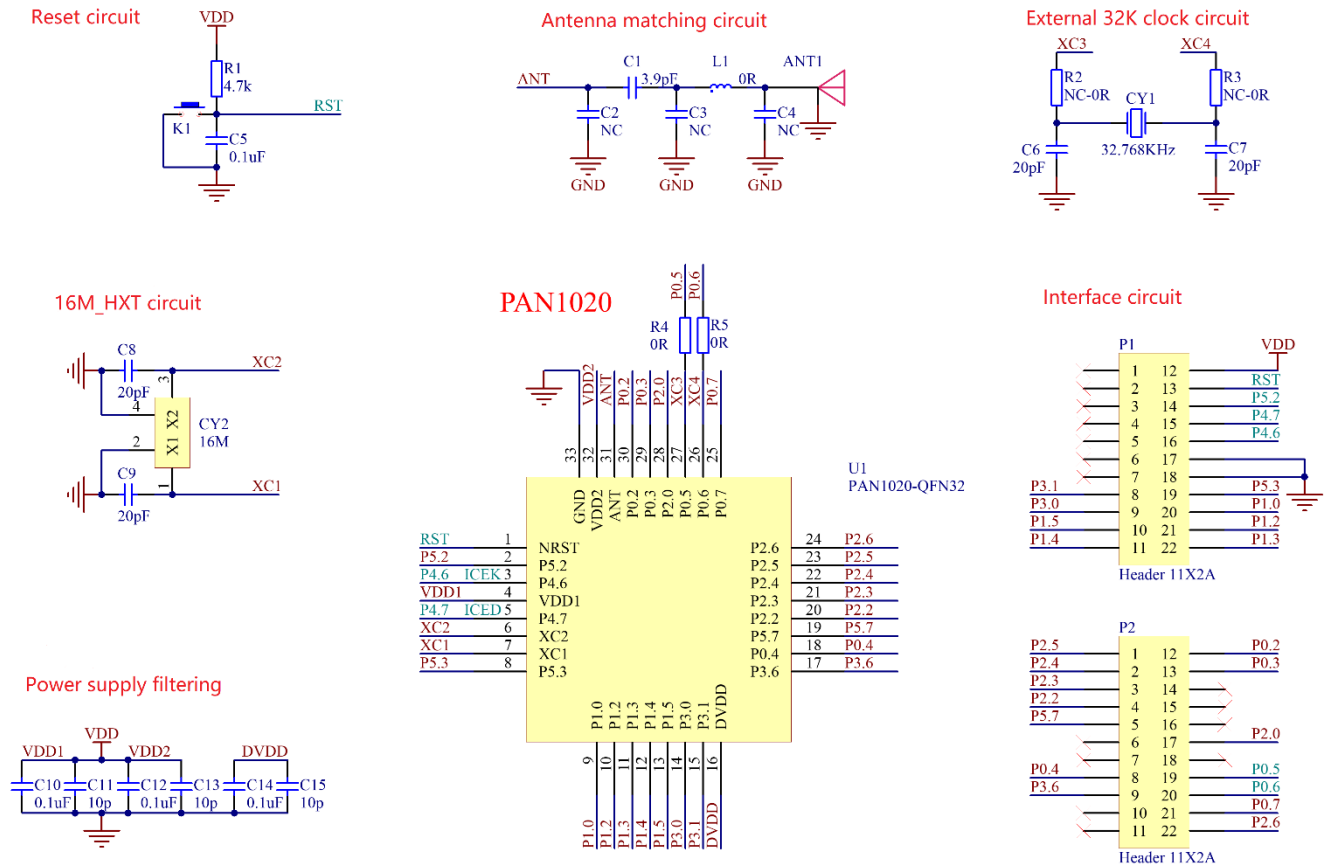 Reset circuit
VDD
R1
4.7k
RST
K1
C5
0.1uF
Antenna matching circuit
ANT
C1
3.9pF
L1
0R
ANT1
C2
NC
C3
NC
C4
NC
GND
GND
GND
External 32K clock circuit
XC3
XC4
R2
NC-0R
R3
NC-0R
CY1
32.768KHz
C6
20pF
C7
20pF
16M_HXT circuit
C8
20pF
XC2
3
4
X1 X2
CY2
16M
2
1
C9
20pF
XC1
PAN1020
P0.5
P0.6
R4
0R
R5
0R
VDD2
ANT
P0.2
P0.3
P2.0
XC3
XC4
P0.7
33
32
31
30
29
28
27
26
25
GND
VDD2
ANT
P0.2
P0.3
P2.0
P0.5
P0.6
P0.7
U1
PAN1020-QFN32
RST 1 NRST
P5.2 2 P5.2
P4.6 ICEK 3 P4.6
VDD1 4 VDD1
P4.7 ICED 5 P4.7
XC2 6 XC2
XC1 7 XC1
P5.3 8 P5.3
P2.6 24 P2.6
P2.5 23 P2.5
P2.4 22 P2.4
P2.3 21 P2.3
P2.2 20 P2.2
P5.7 19 P5.7
P0.4 18 P0.4
P3.6 17 P3.6
P1.0
P1.2
P1.3
P1.4
P1.5
P3.0
P3.1
DVDD
9
10
11
12
13
14
15
16
P1.0
P1.2
P1.3
P1.4
P1.5
P3.0
P3.1
DVDD
Interface circuit
P1
VDD
1 12
2 13 RST
3 14 P5.2
4 15 P4.7
5 16 P4.6
6 17
7 18
P3.1 8 19 P5.3
P3.0 9 20 P1.0
P1.5 10 21 P1.2
P1.4 11 22 P1.3
Header 11X2A
P2
P2.5 1 12 P0.2
P2.4 2 13 P0.3
P2.3 3 14
P2.2 4 15
P5.7 5 16
6 17 P2.0
7 18
P0.4 8 19 P0.5
P3.6 9 20 P0.6
10 21 P0.7
11 22 P2.6
Header 11X2A
Power supply filtering
VDD
VDD1
VDD2
DVDD
C10
0.1uF
C11
10p
C12
0.1uF
C13
10p
C14
0.1uF
C15
10p